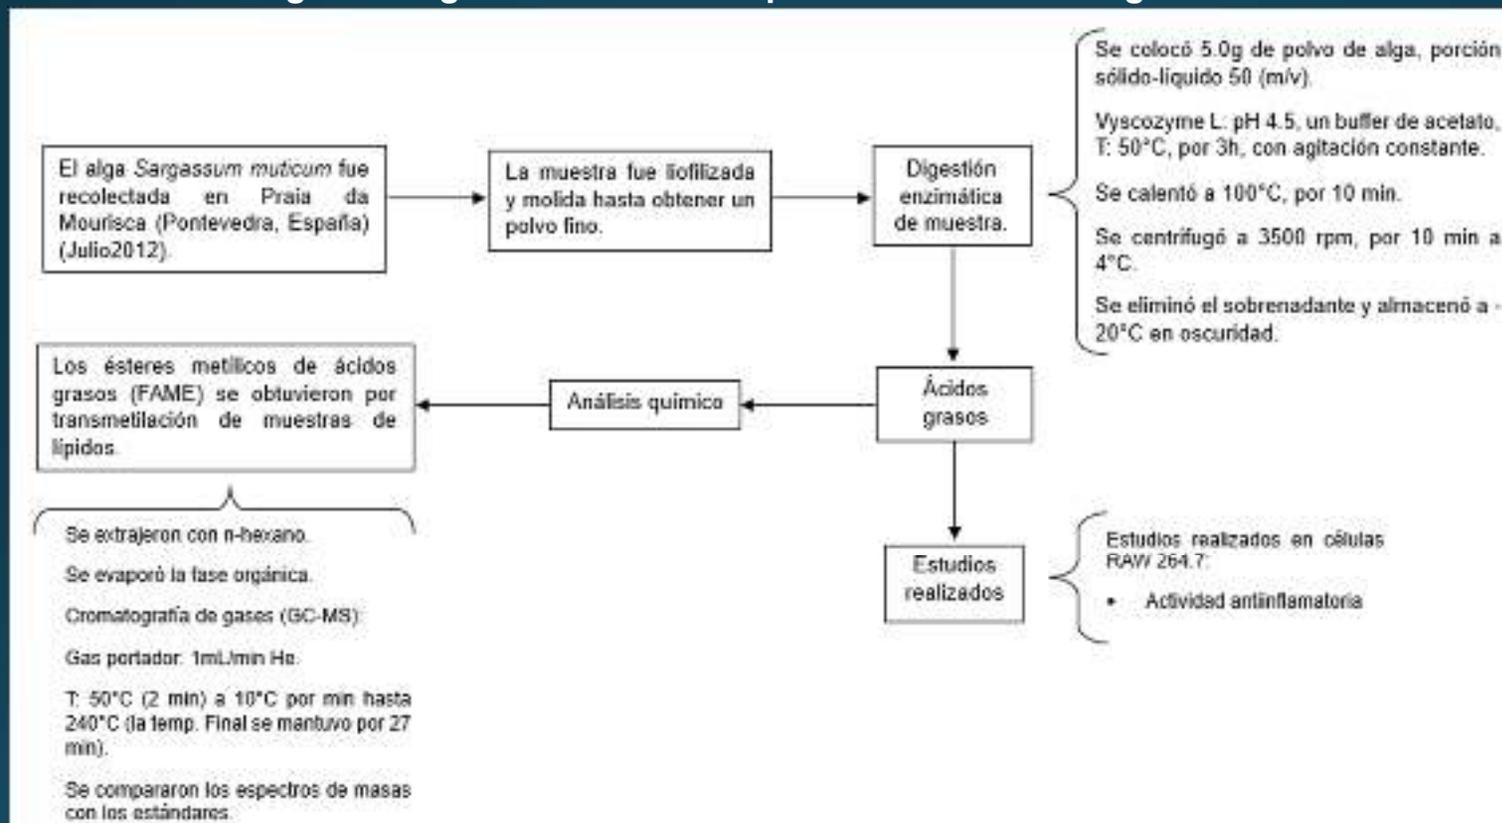 El alga Sargassum muticum fue
recolectada en Praia da
Mourisca (Pontevedra, España)
(Julio2012).
La muestra fue liofilizada
y molida hasta obtener un
polvo fino.
Digestión
enzimática
de muestra.
Se colocó 5.0g de polvo de alga, porción
sólido-líquido 50 (m/v).
Vyscozyme L: pH 4.5, un buffer de acetato,
T: 50°C, por 3h, con agitación constante.
Se calentó a 100°C, por 10 min.
Se centrifugó a 3500 rpm, por 10 min a
4°C.
Se eliminó el sobrenadante y almacenó a -
20°C en oscuridad.
Los ésteres metílicos de ácidos
grasos (FAME) se obtuvieron por
transmetilación de muestras de
lípidos.
Análisis químico
Ácidos
grasos
Se extrajeron con n-hexano.
Se evaporó la fase orgánica.
Cromatografía de gases (GC-MS):
Gas portador: 1mL/min He.
T: 50°C (2 min) a 10°C por min hasta
240°C (la temp. Final se mantuvo por 27
min).
Se compararon los espectros de masas
con los estándares.
Estudios
realizados
Estudios realizados en células
RAW 264.7:
• Actividad antiinflamatoria